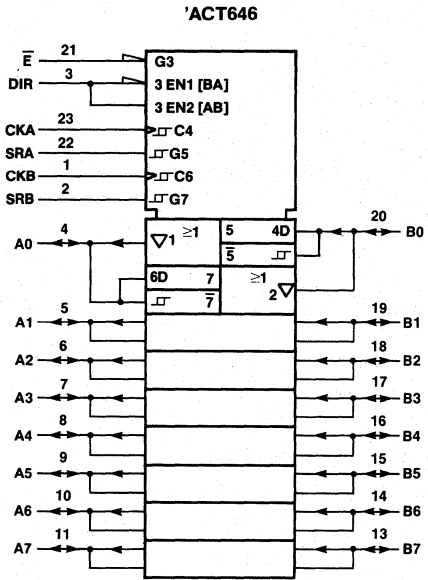 'ACT646
E̅ 21 G3
DIR 3 3 EN1 [BA]
3 EN2 [AB]
CKA 23 C4
SRA 22 G5
CKB 1 C6
SRB 2 G7
A0 4 ▽1 ≥1 5 4D 20 B0
5̅
6D 7 ≥1
7̅ 2▽
A1 5 19 B1
A2 6 18 B2
A3 7 17 B3
A4 8 16 B4
A5 9 15 B5
A6 10 14 B6
A7 11 13 B7